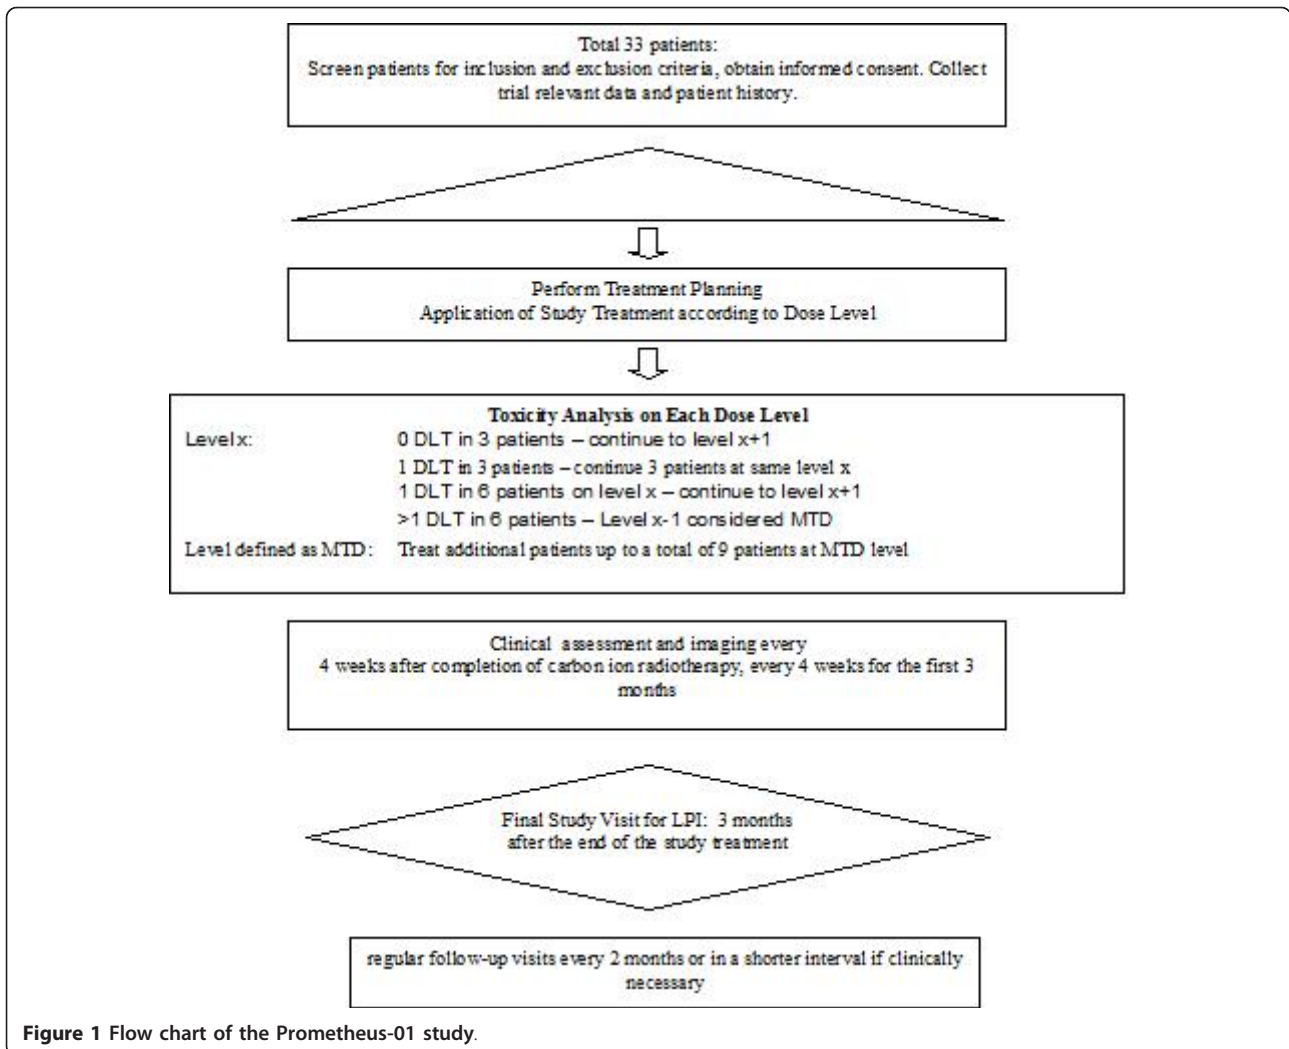 Total 33 patients:
Screen patients for inclusion and exclusion criteria, obtain informed consent. Collect
trial relevant data and patient history.
Perform Treatment Planning
Application of Study Treatment according to Dose Level
Toxicity Analysis on Each Dose Level
Level x: 0 DLT in 3 patients – continue to level x+1
1 DLT in 3 patients – continue 3 patients at same level x
1 DLT in 6 patients on level x – continue to level x+1
>1 DLT in 6 patients – Level x-1 considered MTD
Level defined as MTD: Treat additional patients up to a total of 9 patients at MTD level
Clinical assessment and imaging every
4 weeks after completion of carbon ion radiotherapy, every 4 weeks for the first 3
months
Final Study Visit for LPI: 3 months
after the end of the study treatment
regular follow-up visits every 2 months or in a shorter interval if clinically
necessary
Figure 1 Flow chart of the Prometheus-01 study.